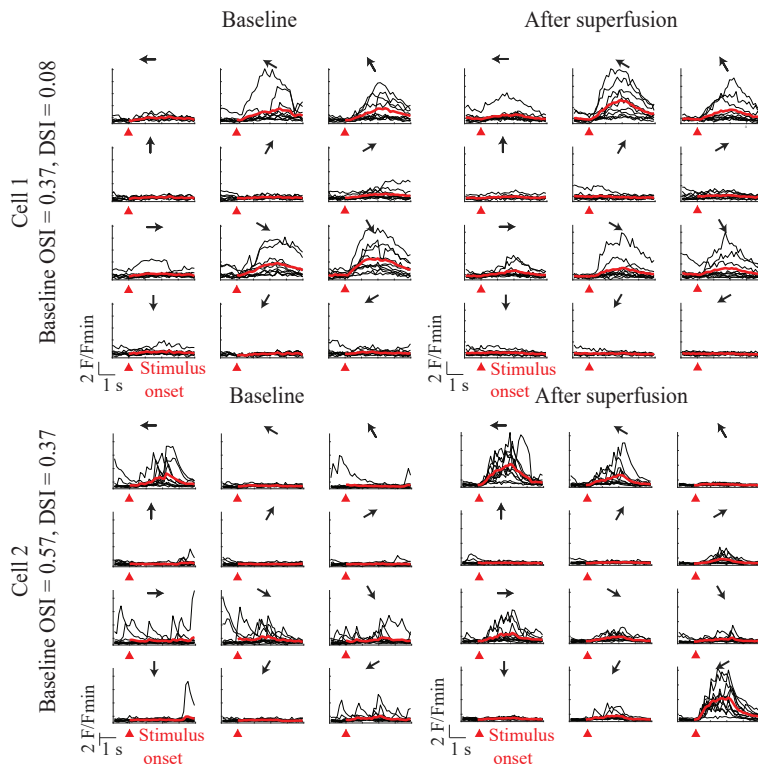 Baseline
After superfusion
Cell 1
Baseline OSI = 0.37, DSI = 0.08
2 F/Fmin
1 s
Stimulus
onset
2 F/Fmin
1 s
Stimulus
onset
Baseline
After superfusion
Cell 2
Baseline OSI = 0.57, DSI = 0.37
2 F/Fmin
1 s
Stimulus
onset
2 F/Fmin
1 s
Stimulus
onset